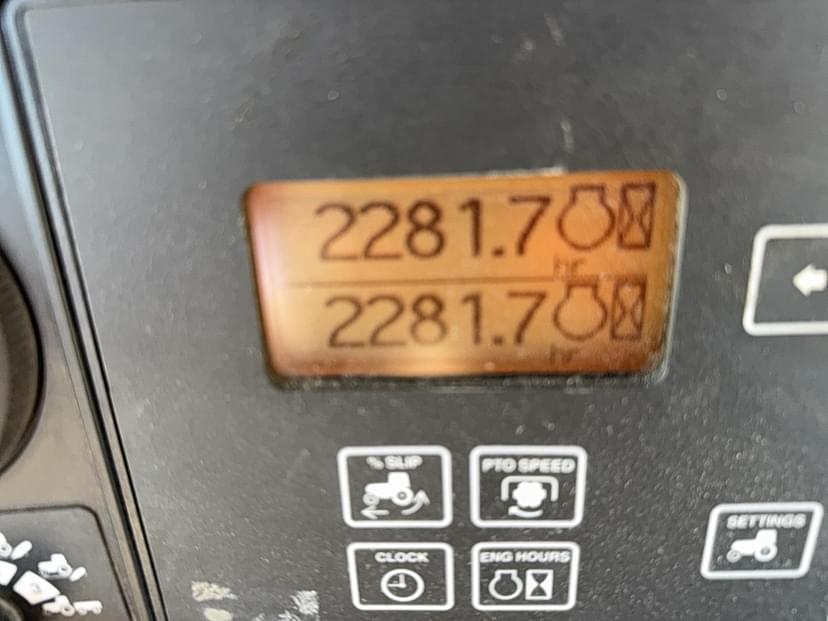 2281.7
hr
2281.7
hr
% SLIP
PTO SPEED
CLOCK
ENG HOURS
SETTINGS